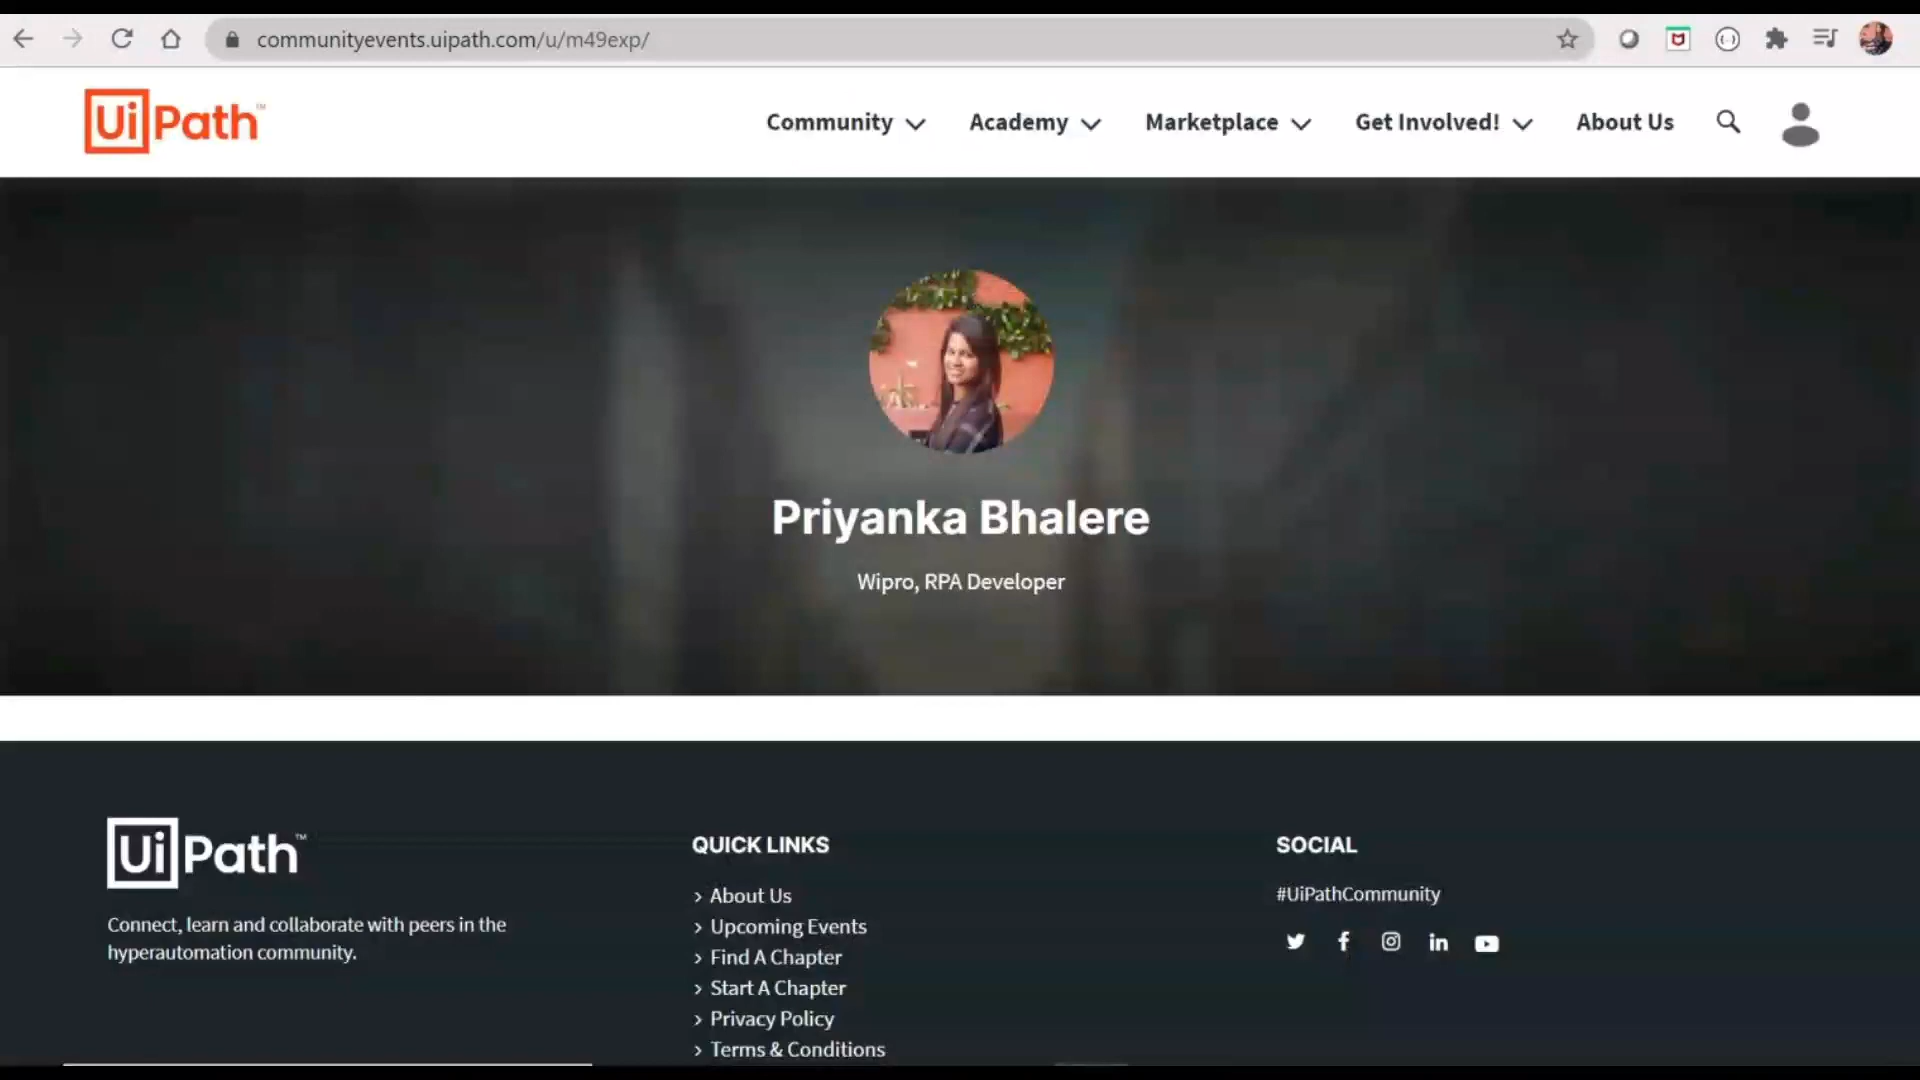 communityevents.uipath.com/u/m49exp/
UiPath™
Community
Academy
Marketplace
Get Involved!
About Us
Priyanka Bhalere
Wipro, RPA Developer
UiPath™
Connect, learn and collaborate with peers in the
hyperautomation community.
QUICK LINKS
> About Us
> Upcoming Events
> Find A Chapter
> Start A Chapter
> Privacy Policy
> Terms & Conditions
SOCIAL
#UiPathCommunity